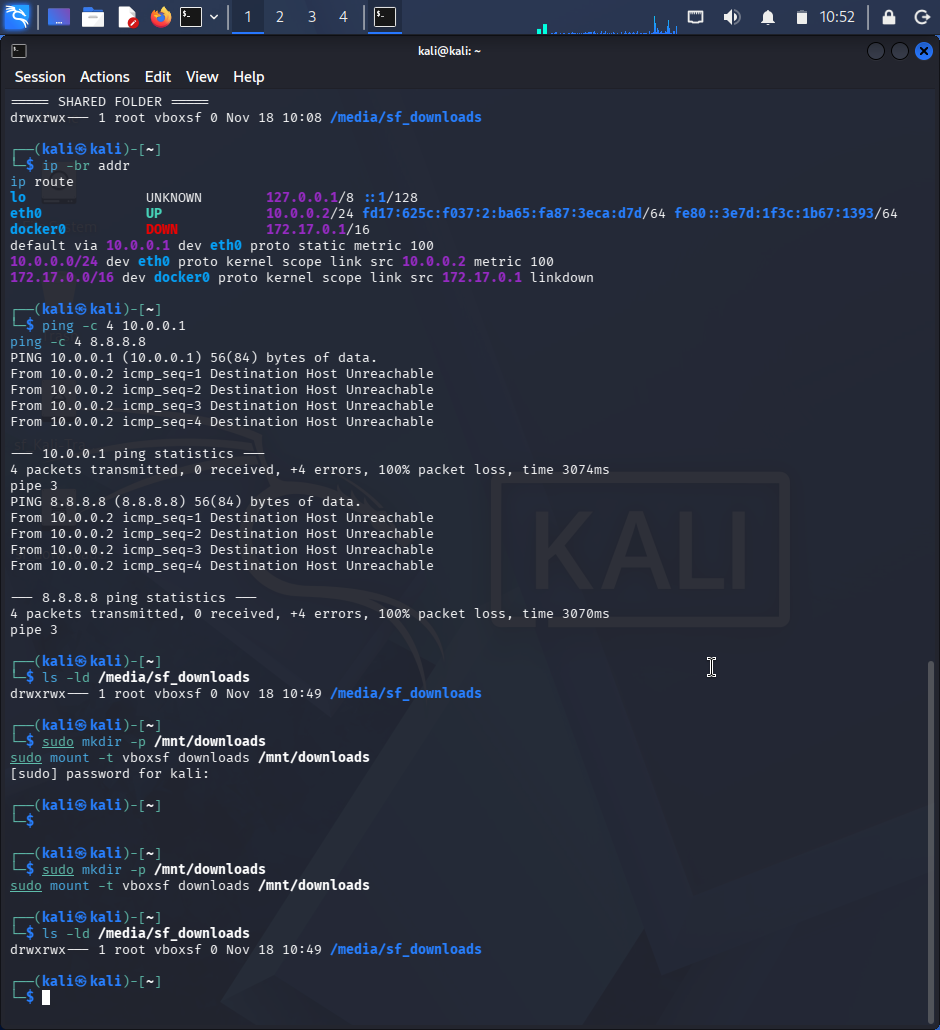 1 2 3 4 10:52
kali@kali: ~
Session Actions Edit View Help
═════ SHARED FOLDER ═════
drwxrwx--- 1 root vboxsf 0 Nov 18 10:08 /media/sf_downloads
┌──(kali㉿kali)-[~]
└─$ ip -br addr
ip route
lo UNKNOWN 127.0.0.1/8 ::1/128
eth0 UP 10.0.0.2/24 fd17:625c:f037:2:ba65:fa87:3eca:d7d/64 fe80::3e7d:1f3c:1b67:1393/64
docker0 DOWN 172.17.0.1/16
default via 10.0.0.1 dev eth0 proto static metric 100
10.0.0.0/24 dev eth0 proto kernel scope link src 10.0.0.2 metric 100
172.17.0.0/16 dev docker0 proto kernel scope link src 172.17.0.1 linkdown
┌──(kali㉿kali)-[~]
└─$ ping -c 4 10.0.0.1
ping -c 4 8.8.8.8
PING 10.0.0.1 (10.0.0.1) 56(84) bytes of data.
From 10.0.0.2 icmp_seq=1 Destination Host Unreachable
From 10.0.0.2 icmp_seq=2 Destination Host Unreachable
From 10.0.0.2 icmp_seq=3 Destination Host Unreachable
From 10.0.0.2 icmp_seq=4 Destination Host Unreachable
--- 10.0.0.1 ping statistics ---
4 packets transmitted, 0 received, +4 errors, 100% packet loss, time 3074ms
pipe 3
PING 8.8.8.8 (8.8.8.8) 56(84) bytes of data.
From 10.0.0.2 icmp_seq=1 Destination Host Unreachable
From 10.0.0.2 icmp_seq=2 Destination Host Unreachable
From 10.0.0.2 icmp_seq=3 Destination Host Unreachable
From 10.0.0.2 icmp_seq=4 Destination Host Unreachable
KALI
--- 8.8.8.8 ping statistics ---
4 packets transmitted, 0 received, +4 errors, 100% packet loss, time 3070ms
pipe 3
┌──(kali㉿kali)-[~]
└─$ ls -ld /media/sf_downloads
drwxrwx--- 1 root vboxsf 0 Nov 18 10:49 /media/sf_downloads
┌──(kali㉿kali)-[~]
└─$ sudo mkdir -p /mnt/downloads
sudo mount -t vboxsf downloads /mnt/downloads
[sudo] password for kali:
┌──(kali㉿kali)-[~]
└─$
┌──(kali㉿kali)-[~]
└─$ sudo mkdir -p /mnt/downloads
sudo mount -t vboxsf downloads /mnt/downloads
┌──(kali㉿kali)-[~]
└─$ ls -ld /media/sf_downloads
drwxrwx--- 1 root vboxsf 0 Nov 18 10:49 /media/sf_downloads
┌──(kali㉿kali)-[~]
└─$